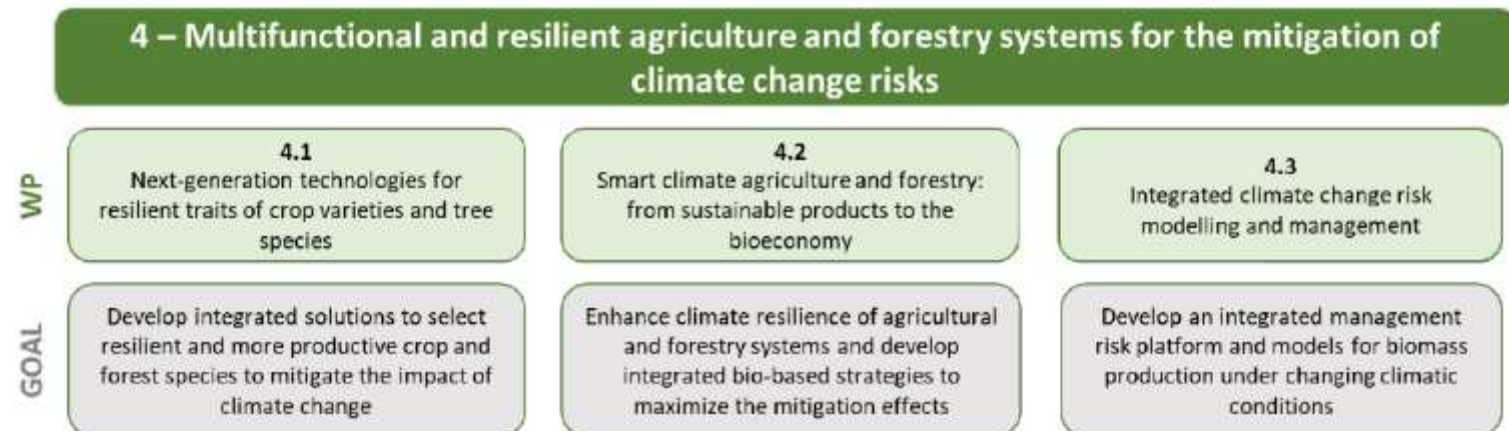 4 – Multifunctional and resilient agriculture and forestry systems for the mitigation of
climate change risks
WP
4.1
Next-generation technologies for
resilient traits of crop varieties and tree
species
4.2
Smart climate agriculture and forestry:
from sustainable products to the
bioeconomy
4.3
Integrated climate change risk
modelling and management
GOAL
Develop integrated solutions to select
resilient and more productive crop and
forest species to mitigate the impact of
climate change
Enhance climate resilience of agricultural
and forestry systems and develop
integrated bio-based strategies to
maximize the mitigation effects
Develop an integrated management
risk platform and models for biomass
production under changing climatic
conditions